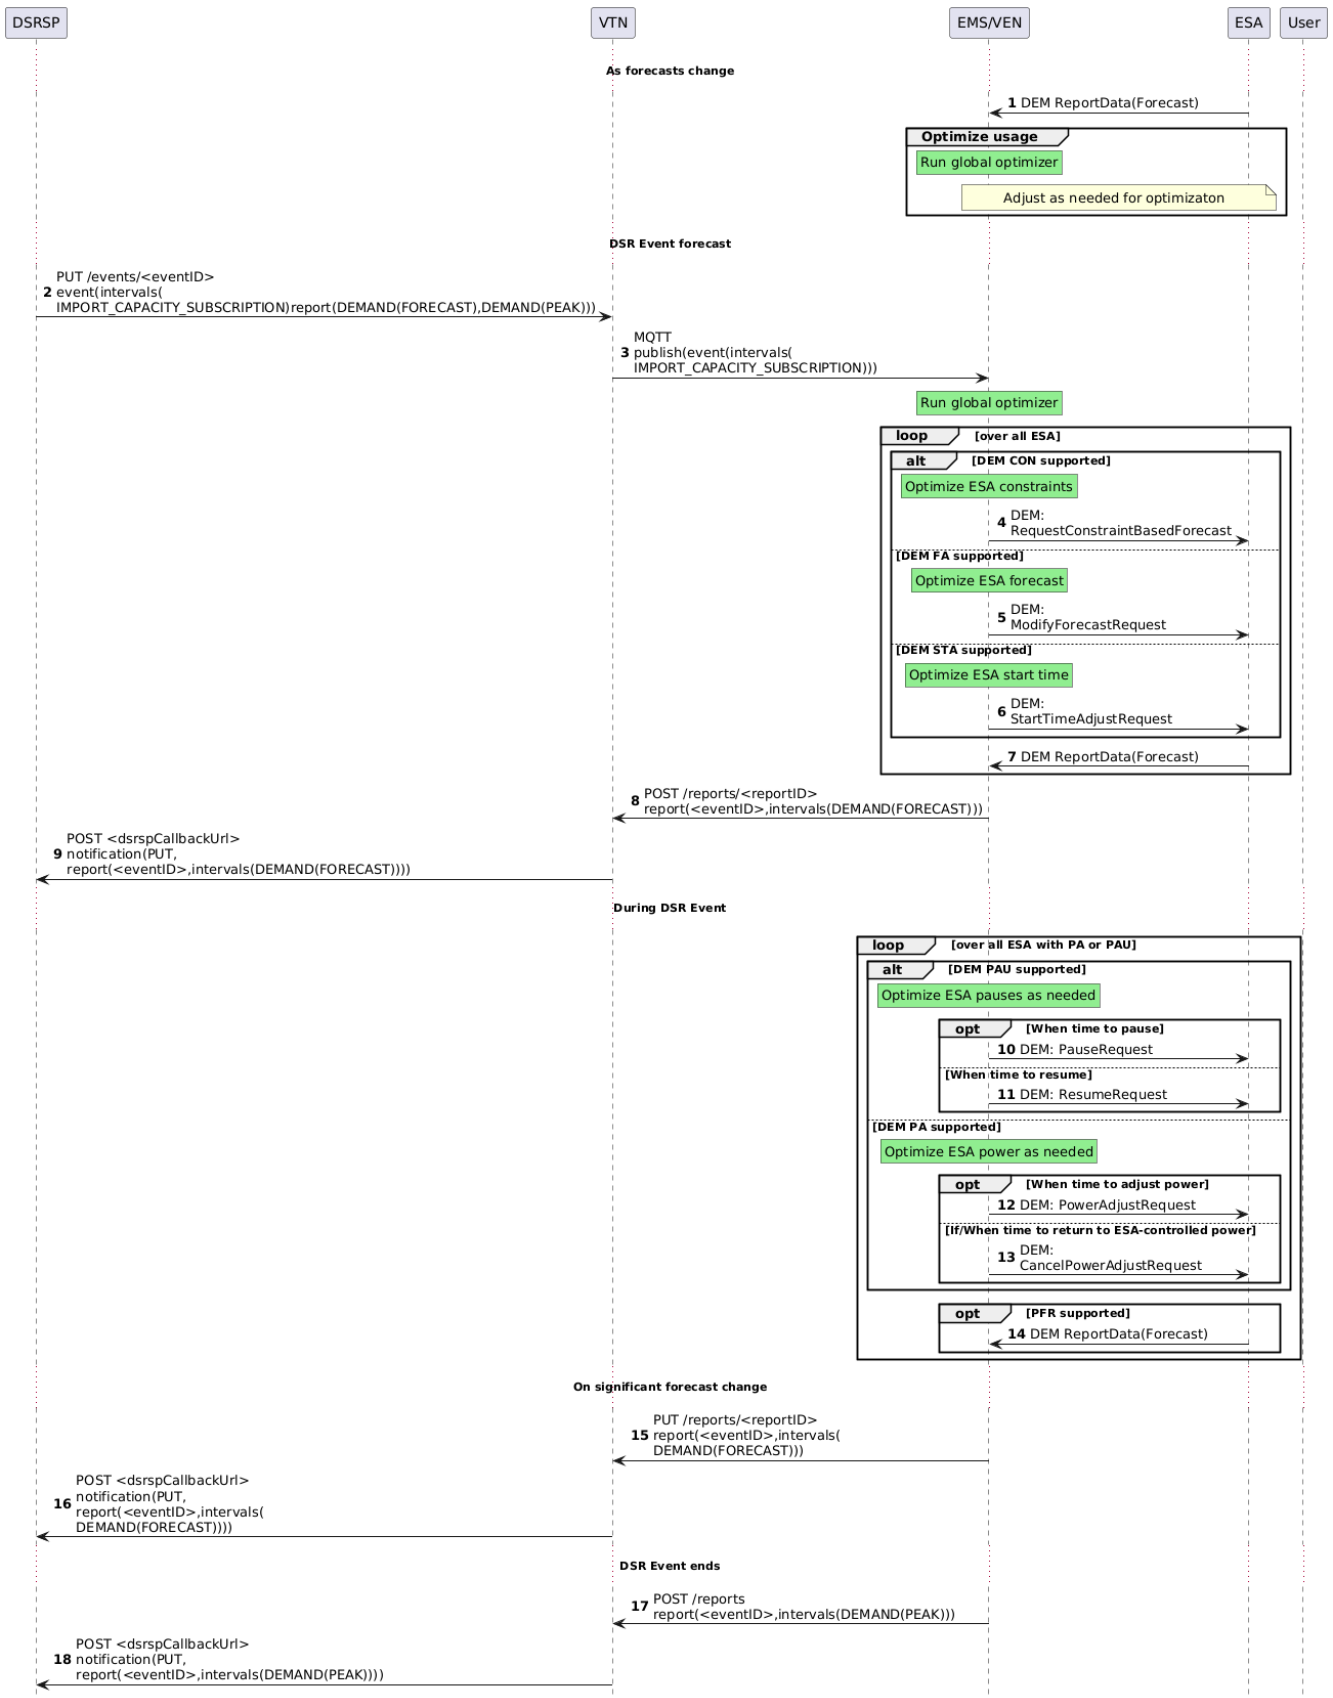 DSRSP
VTN
EMS/VEN
ESA
User
As forecasts change
1 DEM ReportData(Forecast)
Optimize usage
Run global optimizer
Adjust as needed for optimizaton
DSR Event forecast
PUT /events/<eventID>
2 event(intervals(
IMPORT_CAPACITY_SUBSCRIPTION)report(DEMAND(FORECAST),DEMAND(PEAK)))
MQTT
3 publish(event(intervals(
IMPORT_CAPACITY_SUBSCRIPTION)))
Run global optimizer
loop [over all ESA]
alt [DEM CON supported]
Optimize ESA constraints
4 DEM:
RequestConstraintBasedForecast
[DEM FA supported]
Optimize ESA forecast
5 DEM:
ModifyForecastRequest
[DEM STA supported]
Optimize ESA start time
6 DEM:
StartTimeAdjustRequest
7 DEM ReportData(Forecast)
8 POST /reports/<reportID>
report(<eventID>,intervals(DEMAND(FORECAST)))
POST <dsrspCallbackUrl>
9 notification(PUT,
report(<eventID>,intervals(DEMAND(FORECAST))))
During DSR Event
loop [over all ESA with PA or PAU]
alt [DEM PAU supported]
Optimize ESA pauses as needed
opt [When time to pause]
10 DEM: PauseRequest
[When time to resume]
11 DEM: ResumeRequest
[DEM PA supported]
Optimize ESA power as needed
opt [When time to adjust power]
12 DEM: PowerAdjustRequest
[If/When time to return to ESA-controlled power]
13 DEM:
CancelPowerAdjustRequest
opt [PFR supported]
14 DEM ReportData(Forecast)
On significant forecast change
PUT /reports/<reportID>
15 report(<eventID>,intervals(
DEMAND(FORECAST)))
POST <dsrspCallbackUrl>
notification(PUT,
16 report(<eventID>,intervals(
DEMAND(FORECAST))))
DSR Event ends
17 POST /reports
report(<eventID>,intervals(DEMAND(PEAK)))
POST <dsrspCallbackUrl>
18 notification(PUT,
report(<eventID>,intervals(DEMAND(PEAK))))